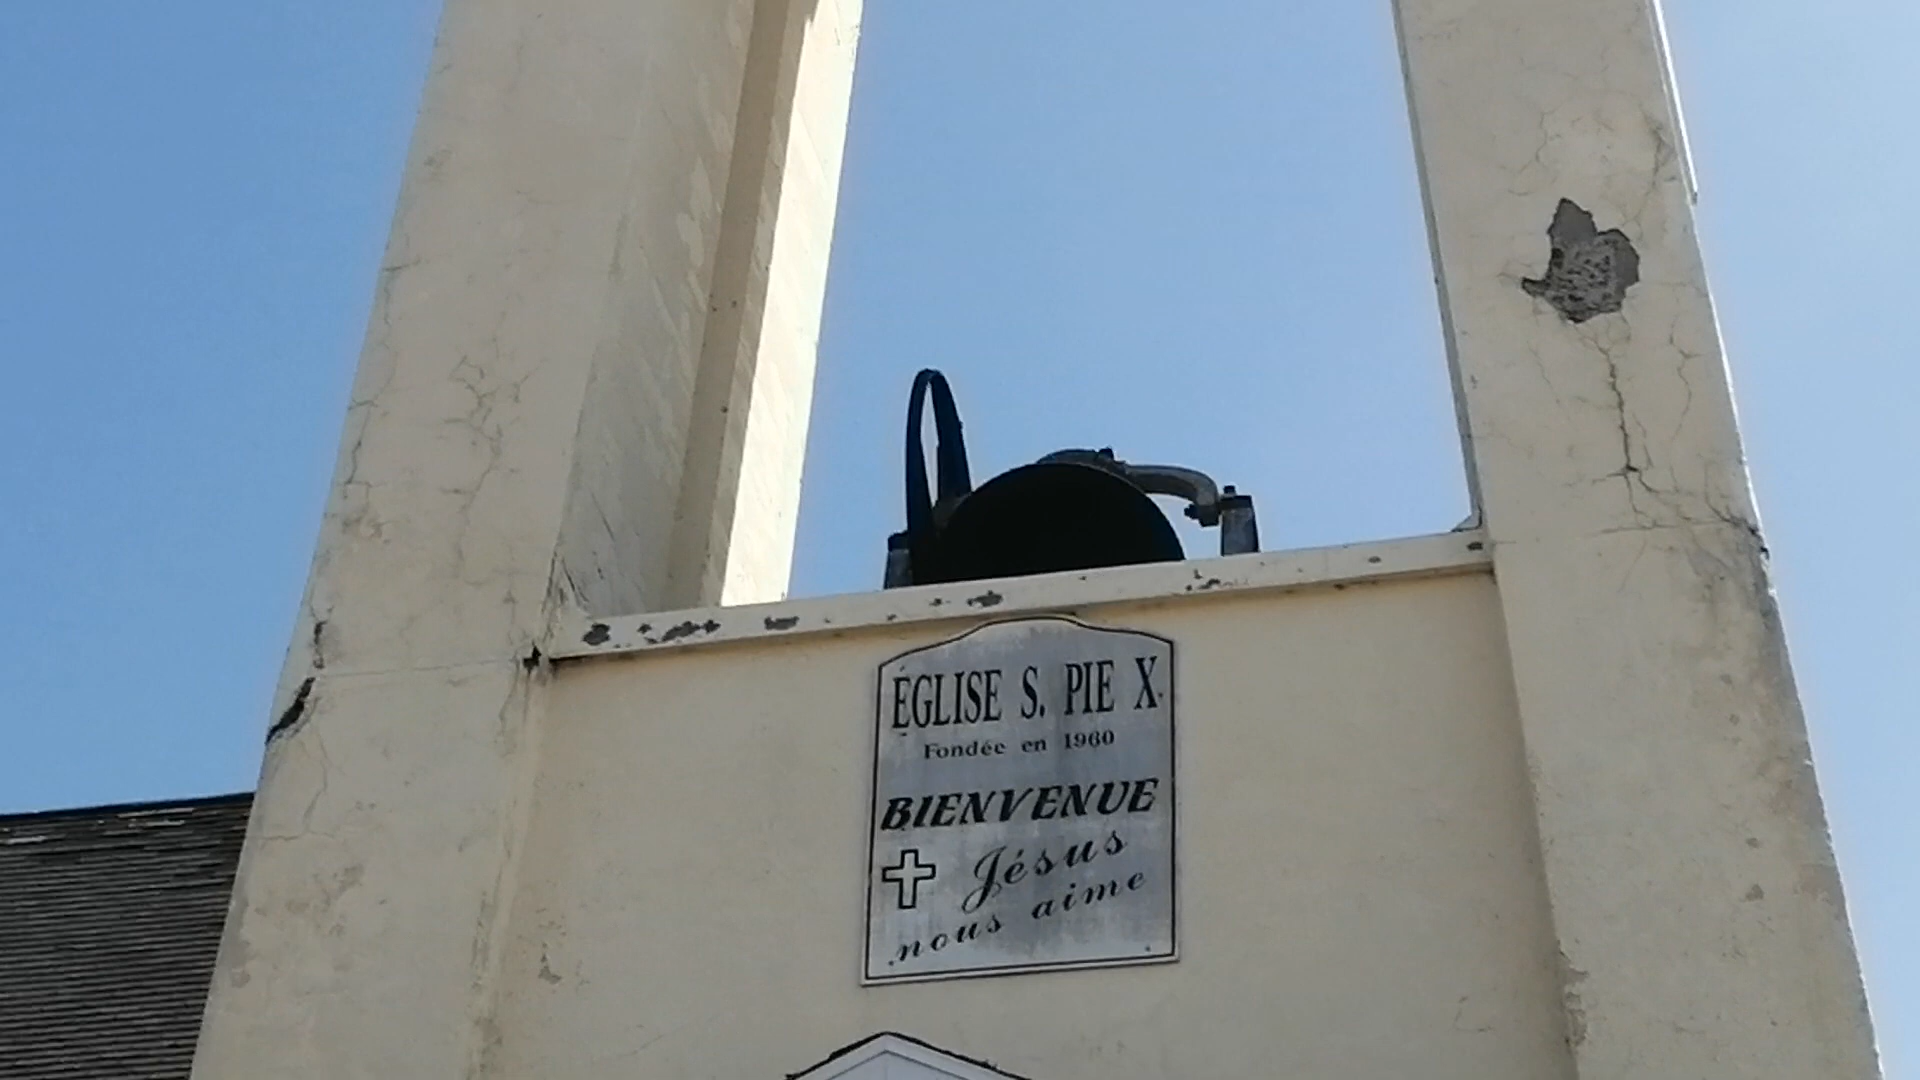 ÉGLISE S. PIE X
Fondée en 1960
BIENVENUE
Jésus
nous aime